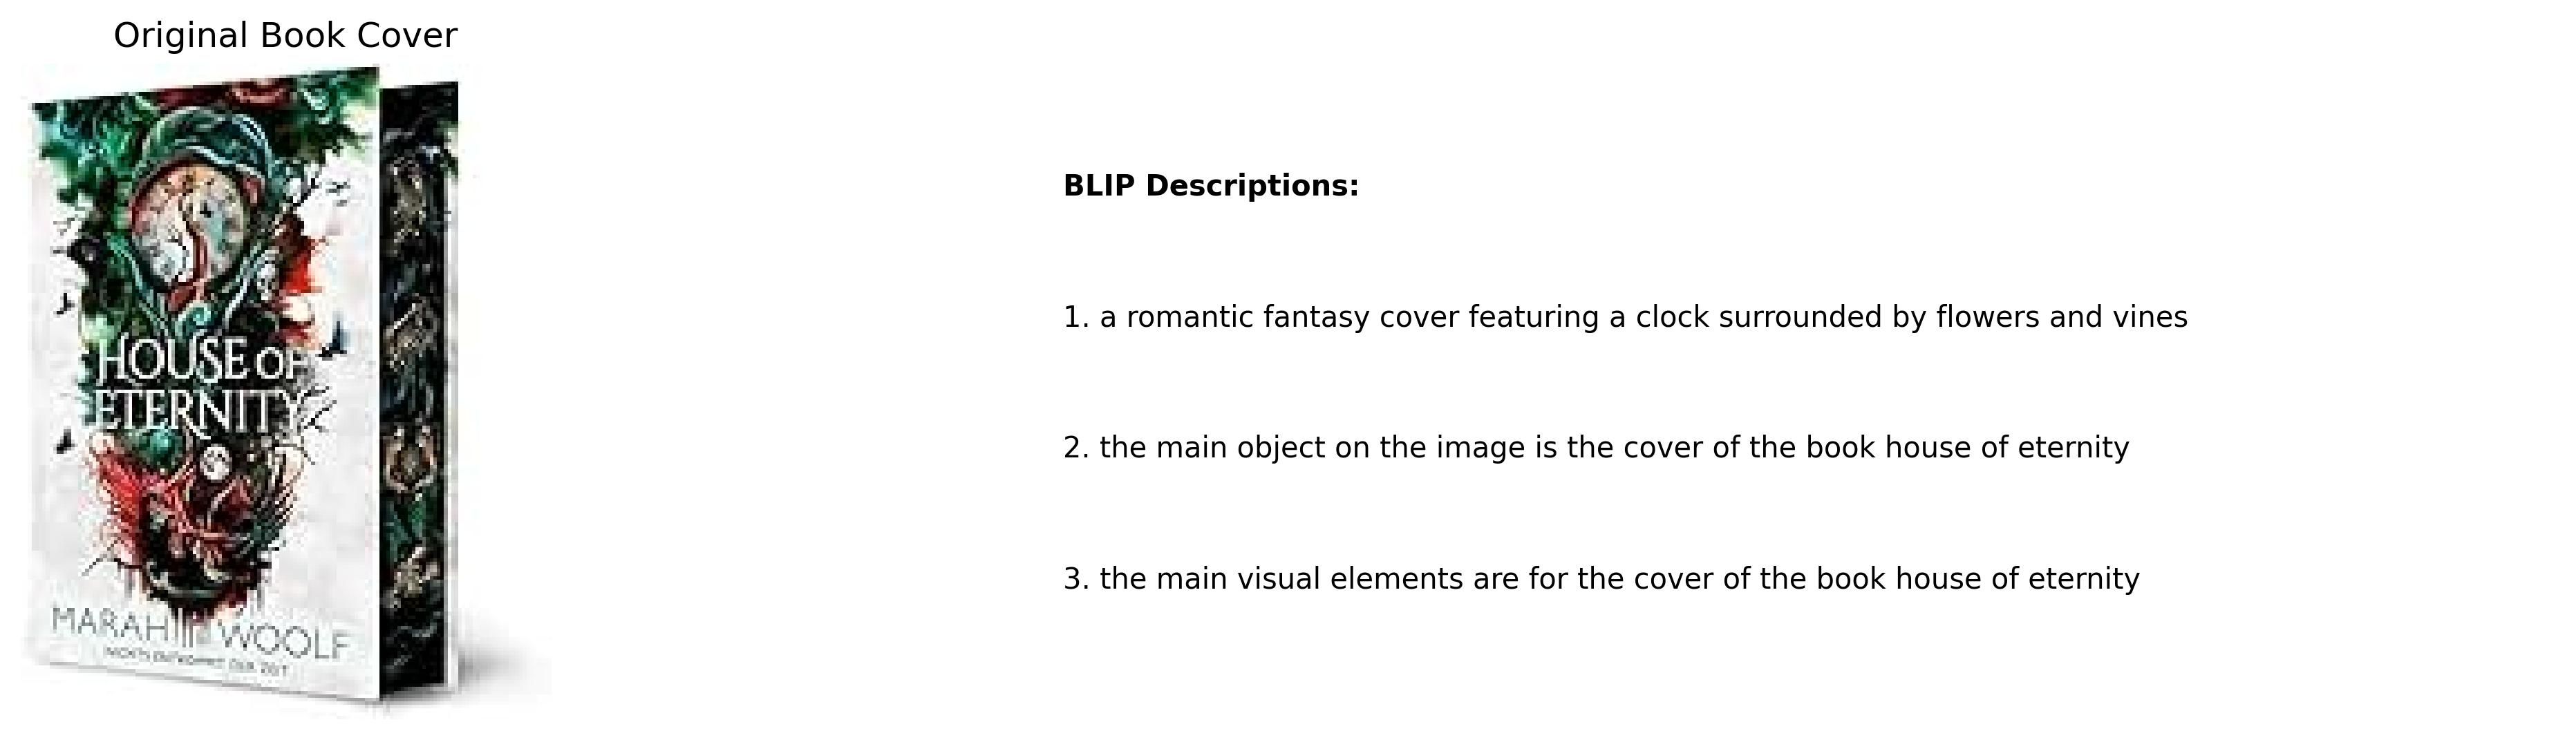 Original Book Cover
HOUSE OF
ETERNITY
MARAH WOOLF
BLIP Descriptions:
1. a romantic fantasy cover featuring a clock surrounded by flowers and vines
2. the main object on the image is the cover of the book house of eternity
3. the main visual elements are for the cover of the book house of eternity